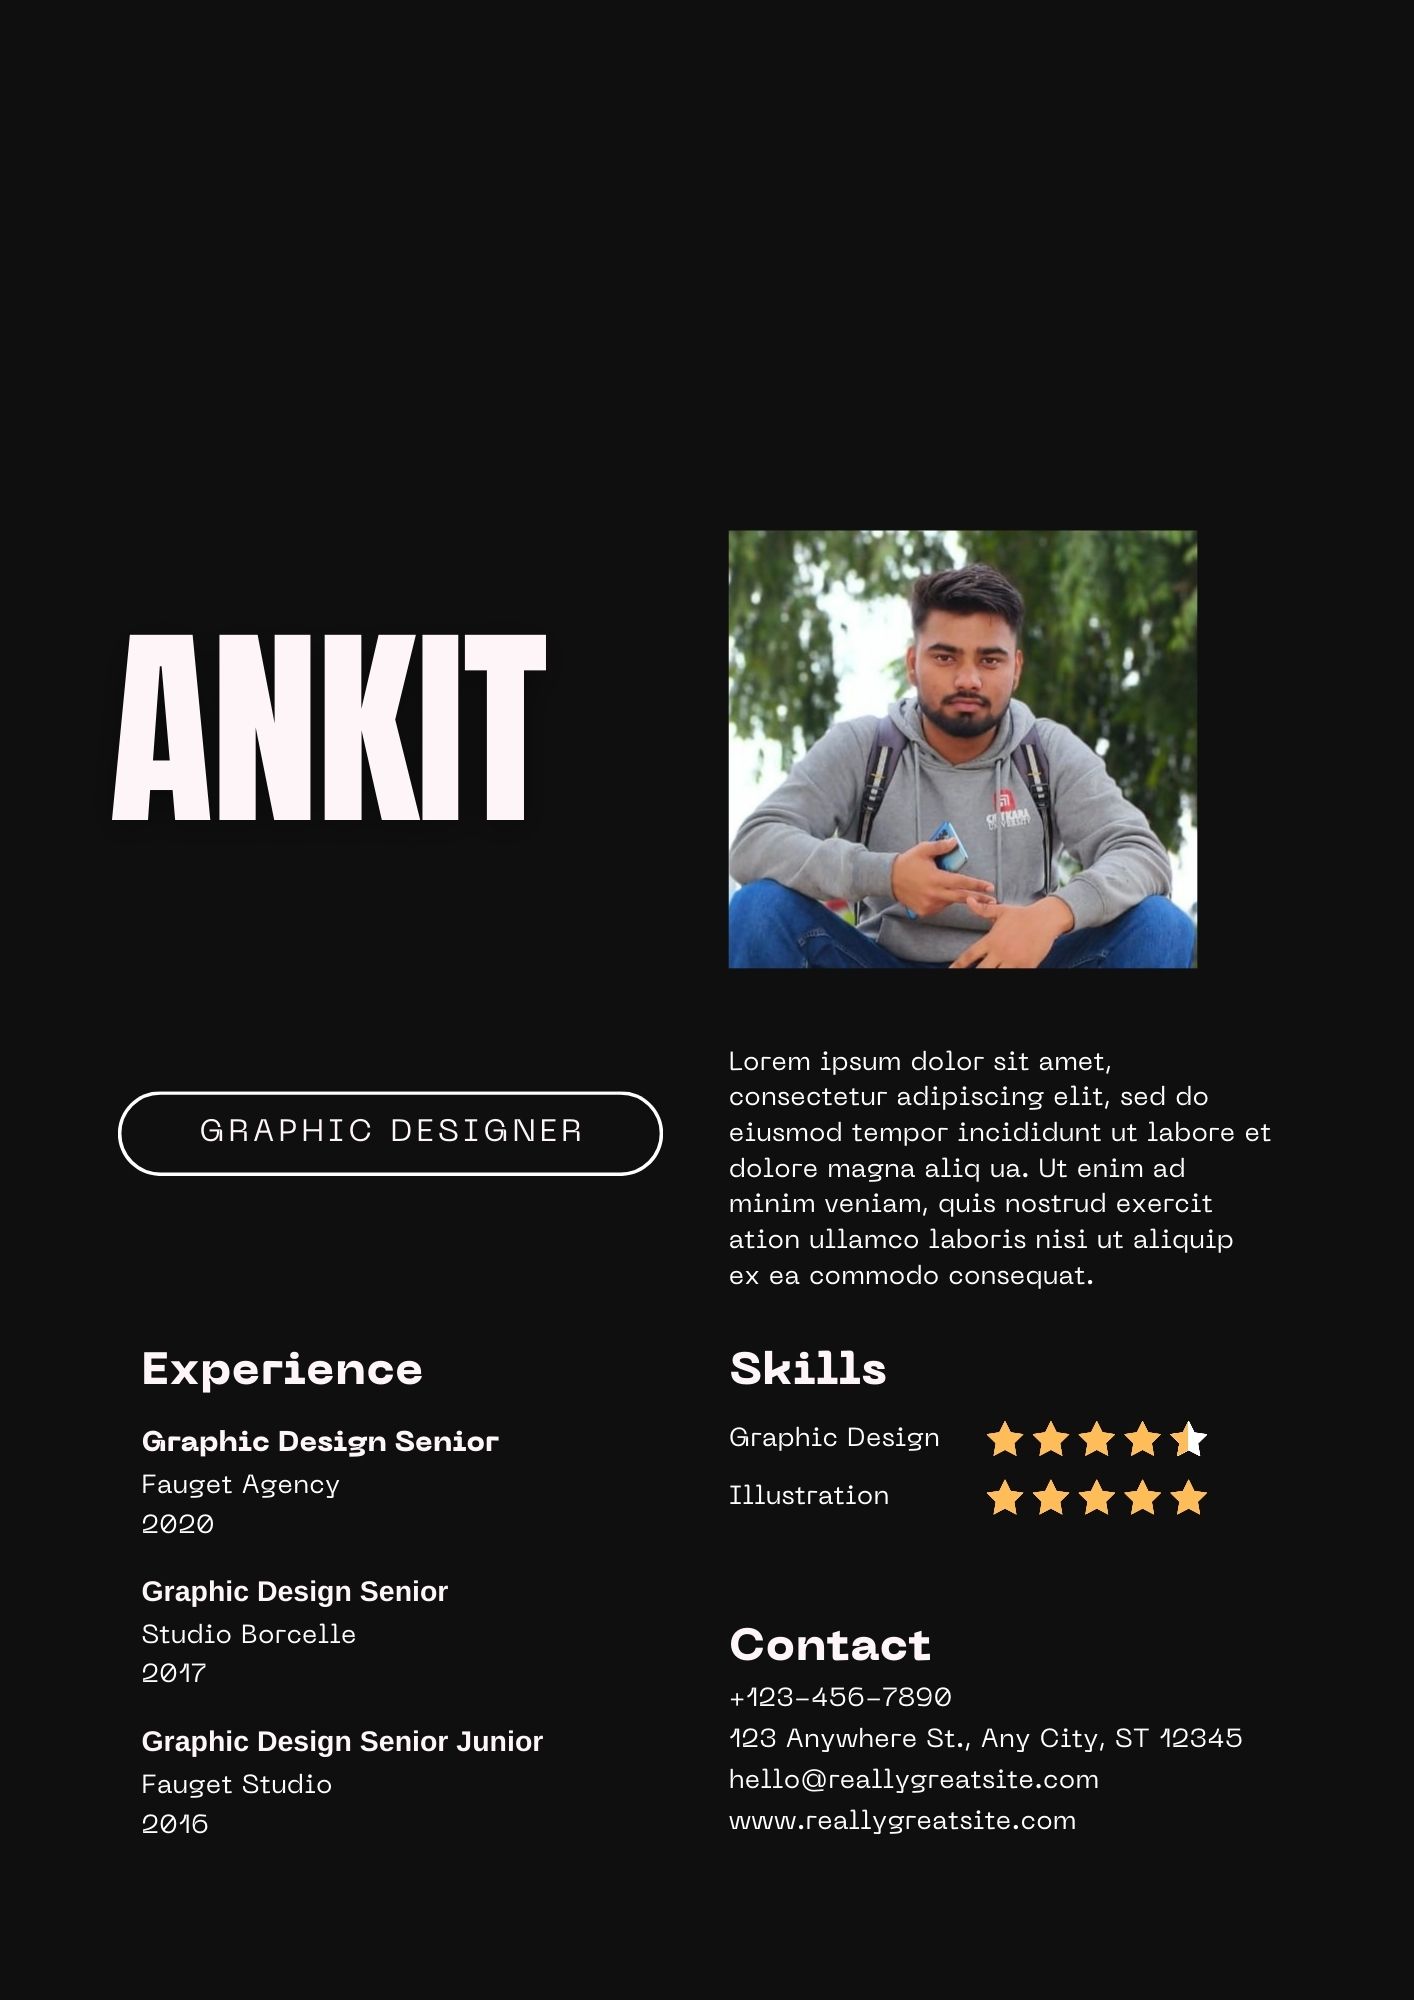 ANKIT
CHITKARA
UNIVERSITY
GRAPHIC DESIGNER
Lorem ipsum dolor sit amet,
consectetur adipiscing elit, sed do
eiusmod tempor incididunt ut labore et
dolore magna aliq ua. Ut enim ad
minim veniam, quis nostrud exercit
ation ullamco laboris nisi ut aliquip
ex ea commodo consequat.
Experience
Graphic Design Senior
Fauget Agency
2020
Graphic Design Senior
Studio Borcelle
2017
Graphic Design Senior Junior
Fauget Studio
2016
Skills
Graphic Design
Illustration
Contact
+123-456-7890
123 Anywhere St., Any City, ST 12345
hello@reallygreatsite.com
www.reallygreatsite.com